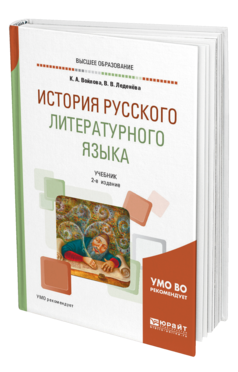 ВЫСШЕЕ ОБРАЗОВАНИЕ
К. А. Войлова, В. В. Леденёва
ИСТОРИЯ РУССКОГО
ЛИТЕРАТУРНОГО
ЯЗЫКА
УЧЕБНИК
2-е издание
УМО ВО
РЕКОМЕНДУЕТ
УМО рекомендует
юрайт